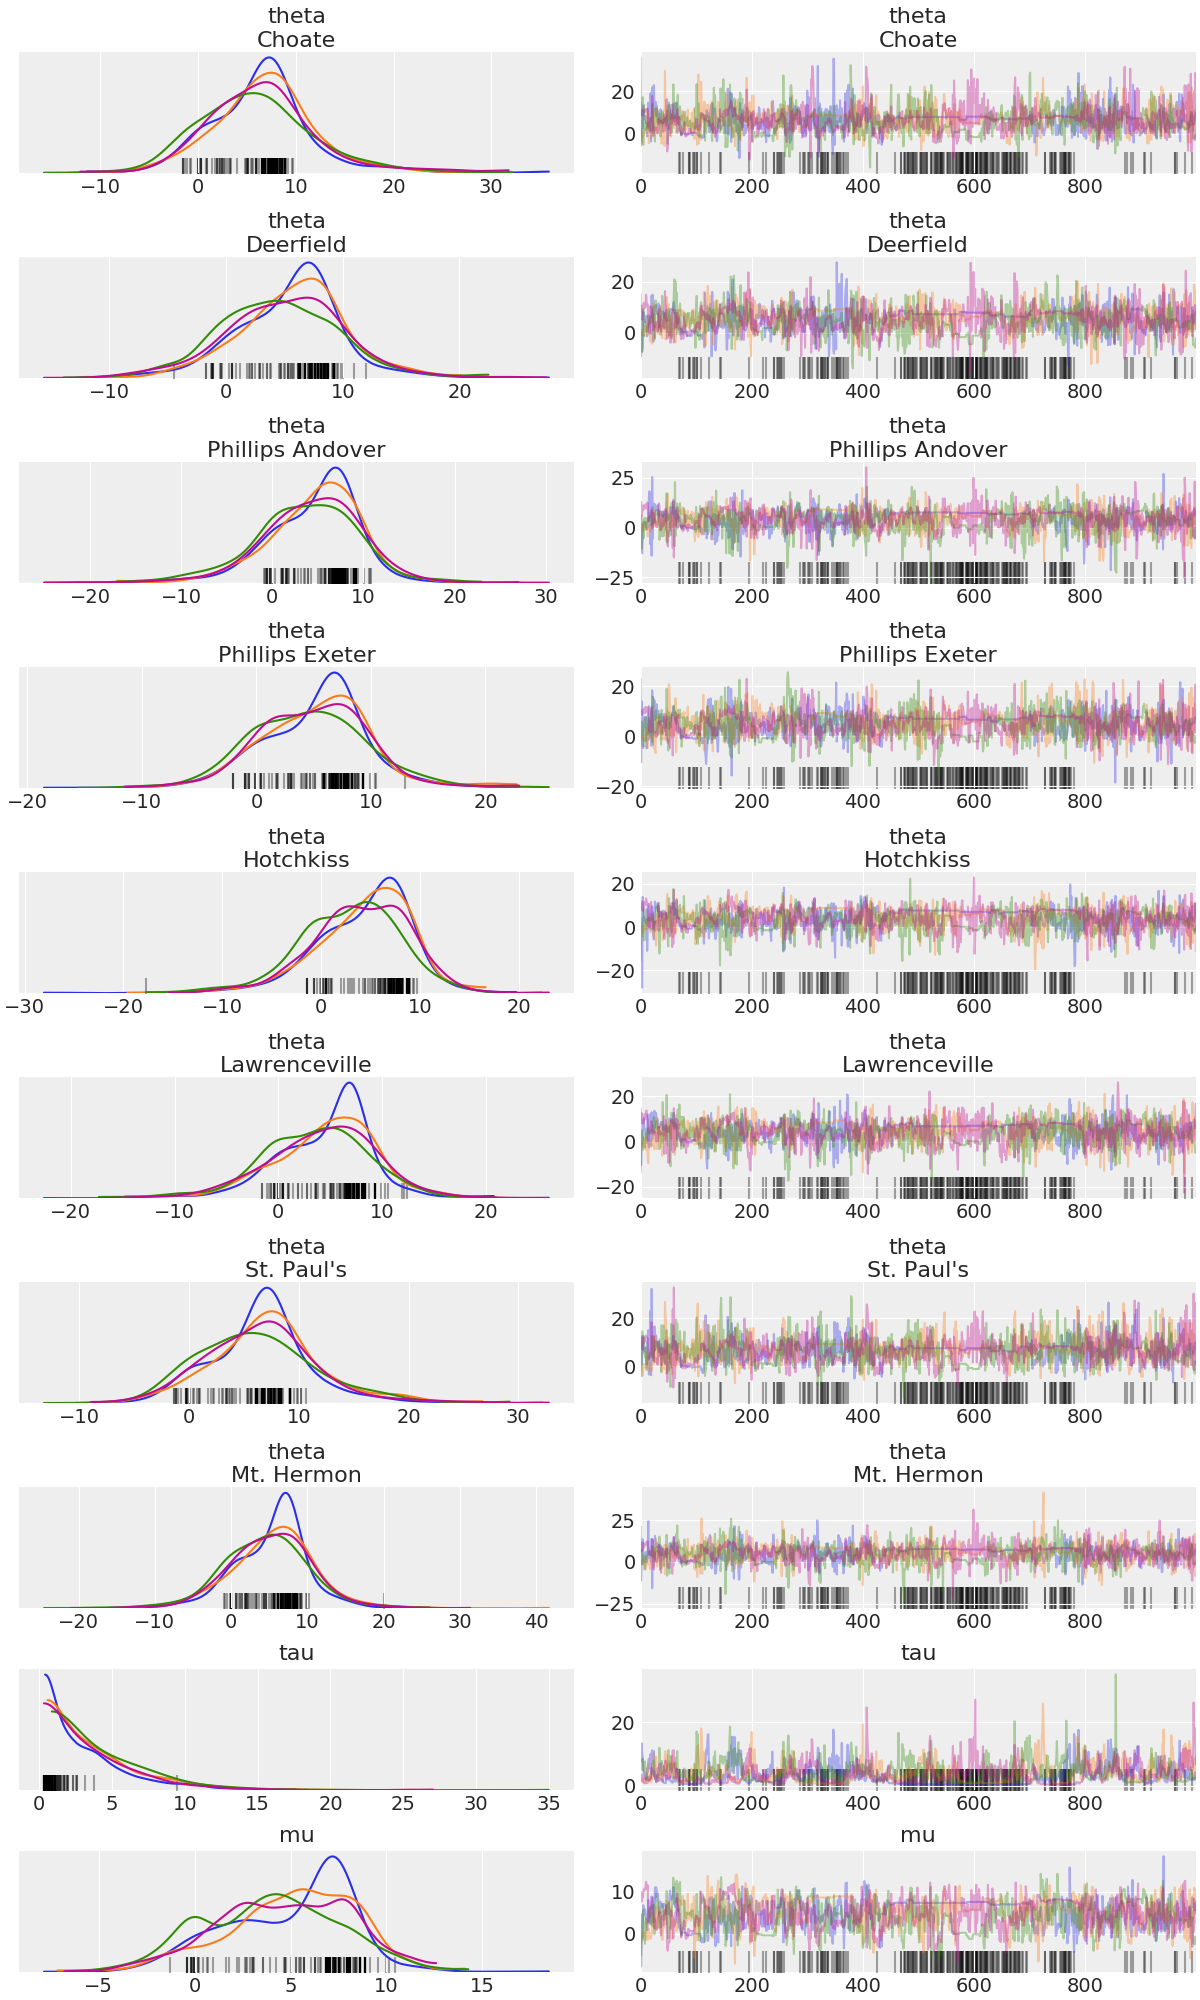 theta theta
Choate Choate
20
0
−10 0 10 20 30 0 200 400 600 800
theta theta
Deerfield Deerfield
20
0
−10 0 10 20 0 200 400 600 800
theta theta
Phillips Andover Phillips Andover
25
0
−25
−20 −10 0 10 20 30 0 200 400 600 800
theta theta
Phillips Exeter Phillips Exeter
20
0
−20
−20 −10 0 10 20 0 200 400 600 800
theta theta
Hotchkiss Hotchkiss
20
0
−20
−30 −20 −10 0 10 20 0 200 400 600 800
theta theta
Lawrenceville Lawrenceville
20
0
−20
−20 −10 0 10 20 0 200 400 600 800
theta theta
St. Paul's St. Paul's
20
0
−10 0 10 20 30 0 200 400 600 800
theta theta
Mt. Hermon Mt. Hermon
25
0
−25
−20 −10 0 10 20 30 40 0 200 400 600 800
tau tau
20
0
0 5 10 15 20 25 30 35 0 200 400 600 800
mu mu
10
0
−5 0 5 10 15 0 200 400 600 800